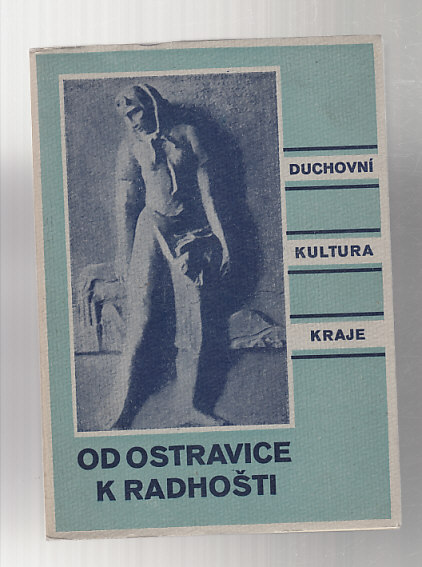 DUCHOVNÍ
KULTURA
KRAJE
OD OSTRAVICE
K RADHOŠTI